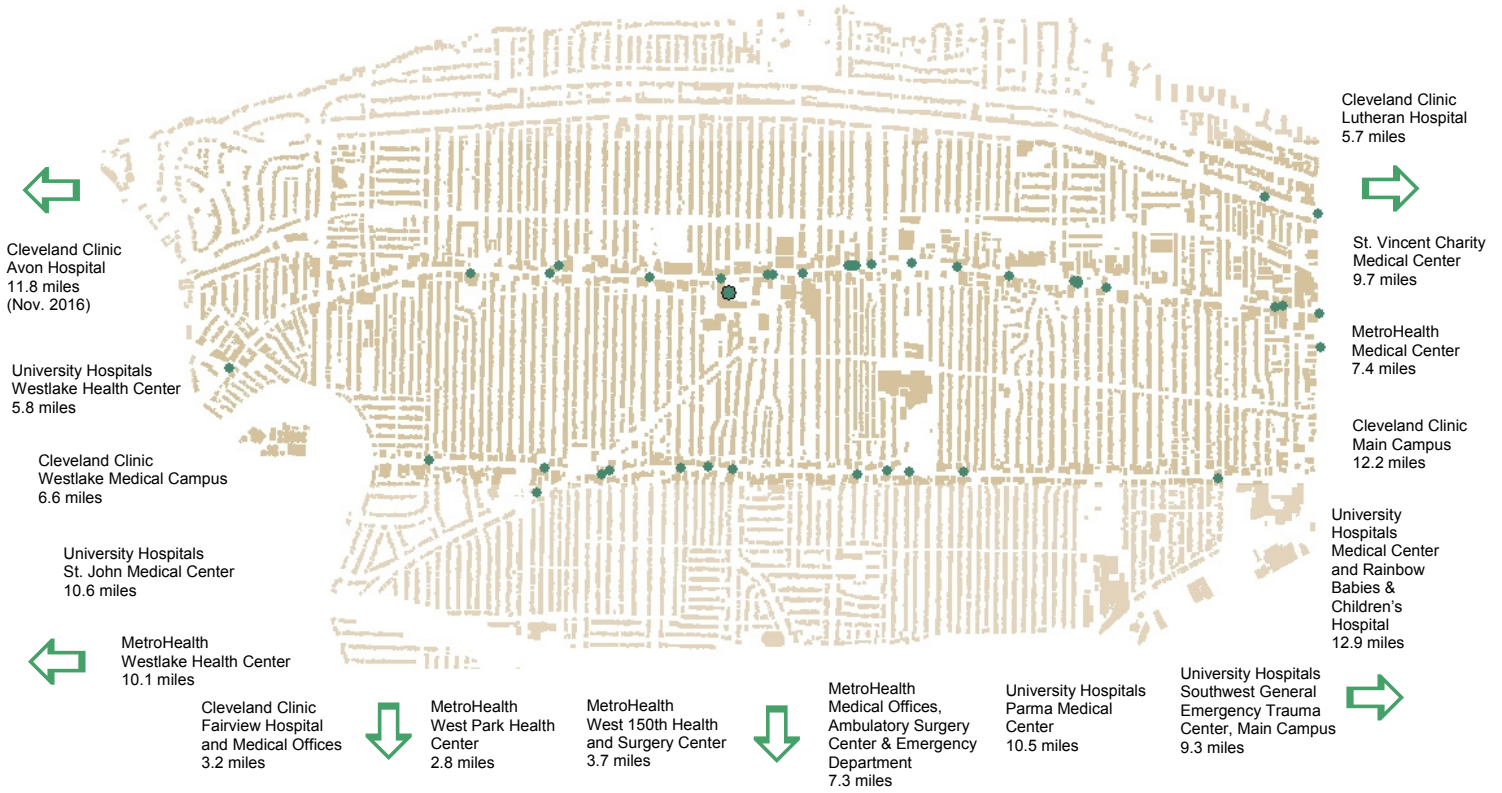 Cleveland Clinic
Lutheran Hospital
5.7 miles
Cleveland Clinic
Avon Hospital
11.8 miles
(Nov. 2016)
St. Vincent Charity
Medical Center
9.7 miles
University Hospitals
Westlake Health Center
5.8 miles
MetroHealth
Medical Center
7.4 miles
Cleveland Clinic
Westlake Medical Campus
6.6 miles
Cleveland Clinic
Main Campus
12.2 miles
University Hospitals
St. John Medical Center
10.6 miles
University
Hospitals
Medical Center
and Rainbow
Babies &
Children's
Hospital
12.9 miles
MetroHealth
Westlake Health Center
10.1 miles
Cleveland Clinic
Fairview Hospital
and Medical Offices
3.2 miles
MetroHealth
West Park Health
Center
2.8 miles
MetroHealth
West 150th Health
and Surgery Center
3.7 miles
MetroHealth
Medical Offices,
Ambulatory Surgery
Center & Emergency
Department
7.3 miles
University Hospitals
Parma Medical
Center
10.5 miles
University Hospitals
Southwest General
Emergency Trauma
Center, Main Campus
9.3 miles